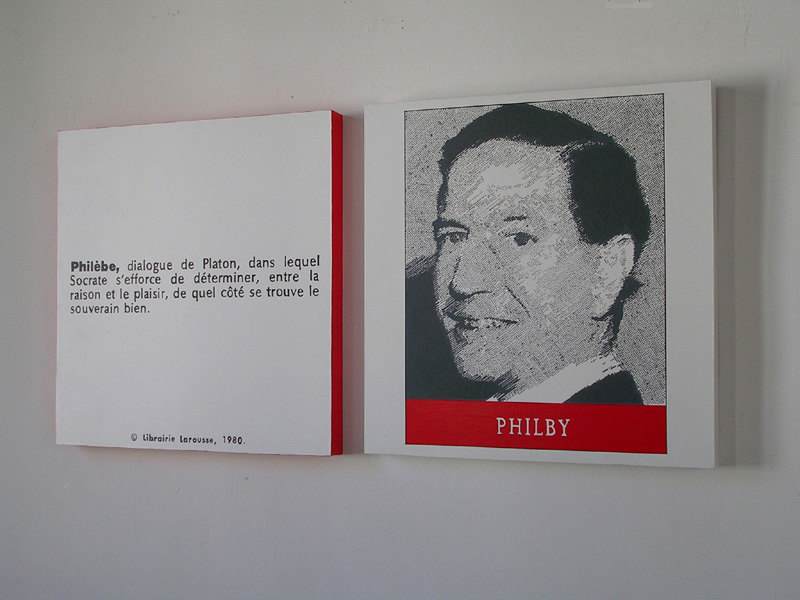 Philèbe, dialogue de Platon, dans lequel
Socrate s'efforce de déterminer, entre la
raison et le plaisir, de quel côté se trouve le
souverain bien.
© Librairie Larousse, 1980.
PHILBY